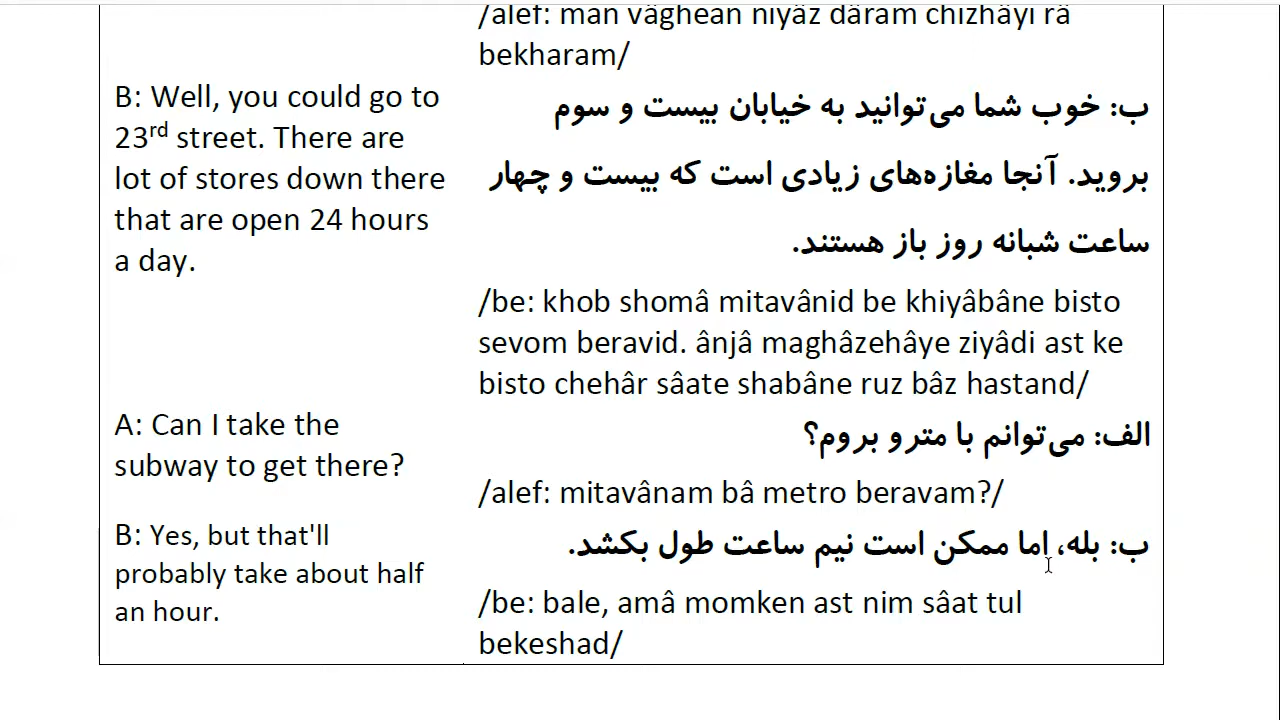 /alef: man vâghean niyâz dâram chizhâyi râ
bekharam/
B: Well, you could go to
23rd street. There are
lot of stores down there
that are open 24 hours
a day.
ب: خوب شما می‌توانید به خیابان بیست و سوم
بروید. آنجا مغازه‌های زیادی است که بیست و چهار
ساعت شبانه روز باز هستند.
/be: khob shomâ mitavânid be khiyâbâne bisto
sevom beravid. ânjâ maghâzehâye ziyâdi ast ke
bisto chehâr sâate shabâne ruz bâz hastand/
A: Can I take the
subway to get there?
الف: می‌توانم با مترو بروم؟
/alef: mitavânam bâ metro beravam?/
B: Yes, but that'll
probably take about half
an hour.
ب: بله، اما ممکن است نیم ساعت طول بکشد.
/be: bale, amâ momken ast nim sâat tul
bekeshad/